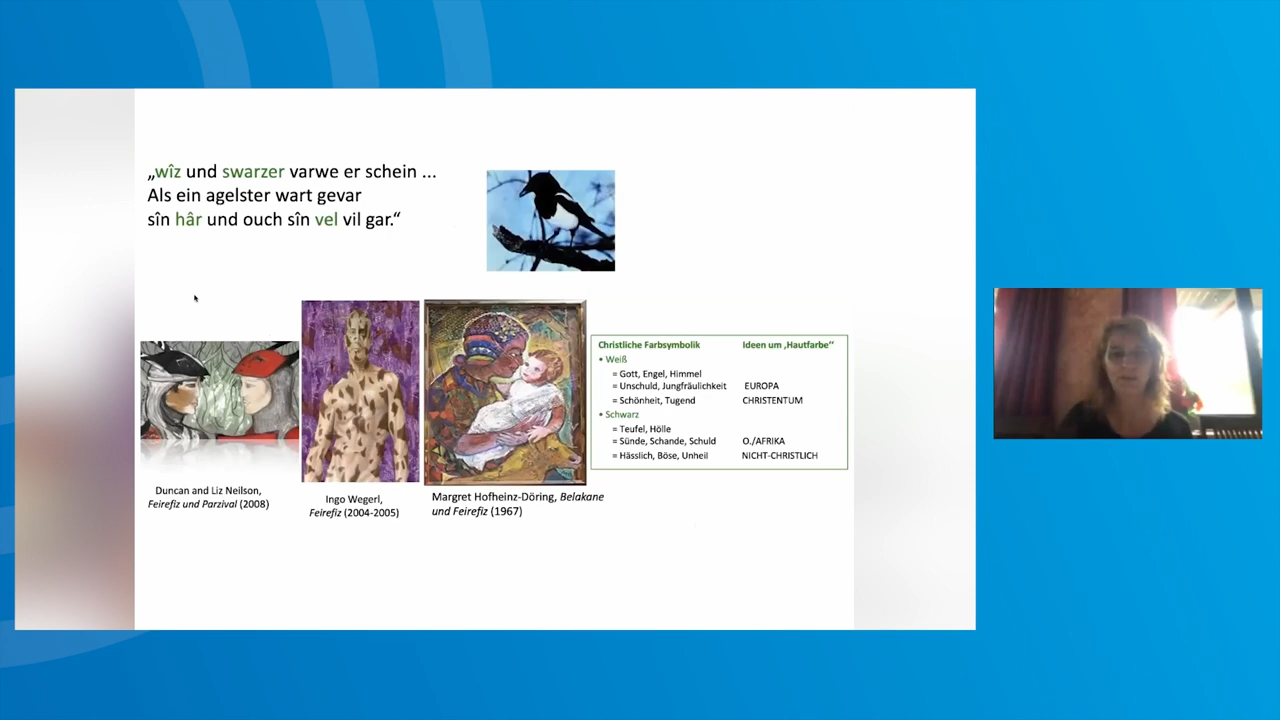 „wîz und swarzer varwe er schein ...
Als ein agelster wart gevar
sîn hâr und ouch sîn vel vil gar.“
Duncan and Liz Neilson,
Feirefiz und Parzival (2008)
Ingo Wegerl,
Feirefiz (2004-2005)
Margret Hofheinz-Döring, Belakane
und Feirefiz (1967)
Christliche Farbsymbolik Ideen um ‚Hautfarbe‘‘
• Weiß
= Gott, Engel, Himmel
= Unschuld, Jungfräulichkeit EUROPA
= Schönheit, Tugend CHRISTENTUM
• Schwarz
= Teufel, Hölle
= Sünde, Schande, Schuld O./AFRIKA
= Hässlich, Böse, Unheil NICHT-CHRISTLICH